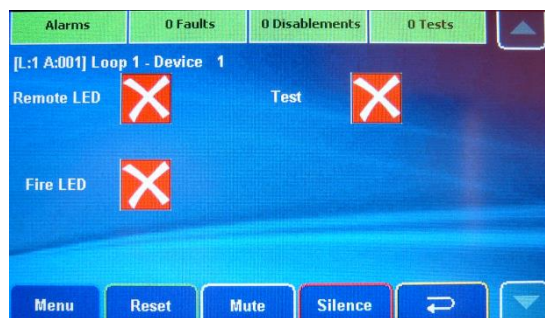 Alarms 0 Faults 0 Disablements 0 Tests
[L:1 A:001] Loop 1 - Device 1
Remote LED Test
Fire LED
Menu Reset Mute Silence